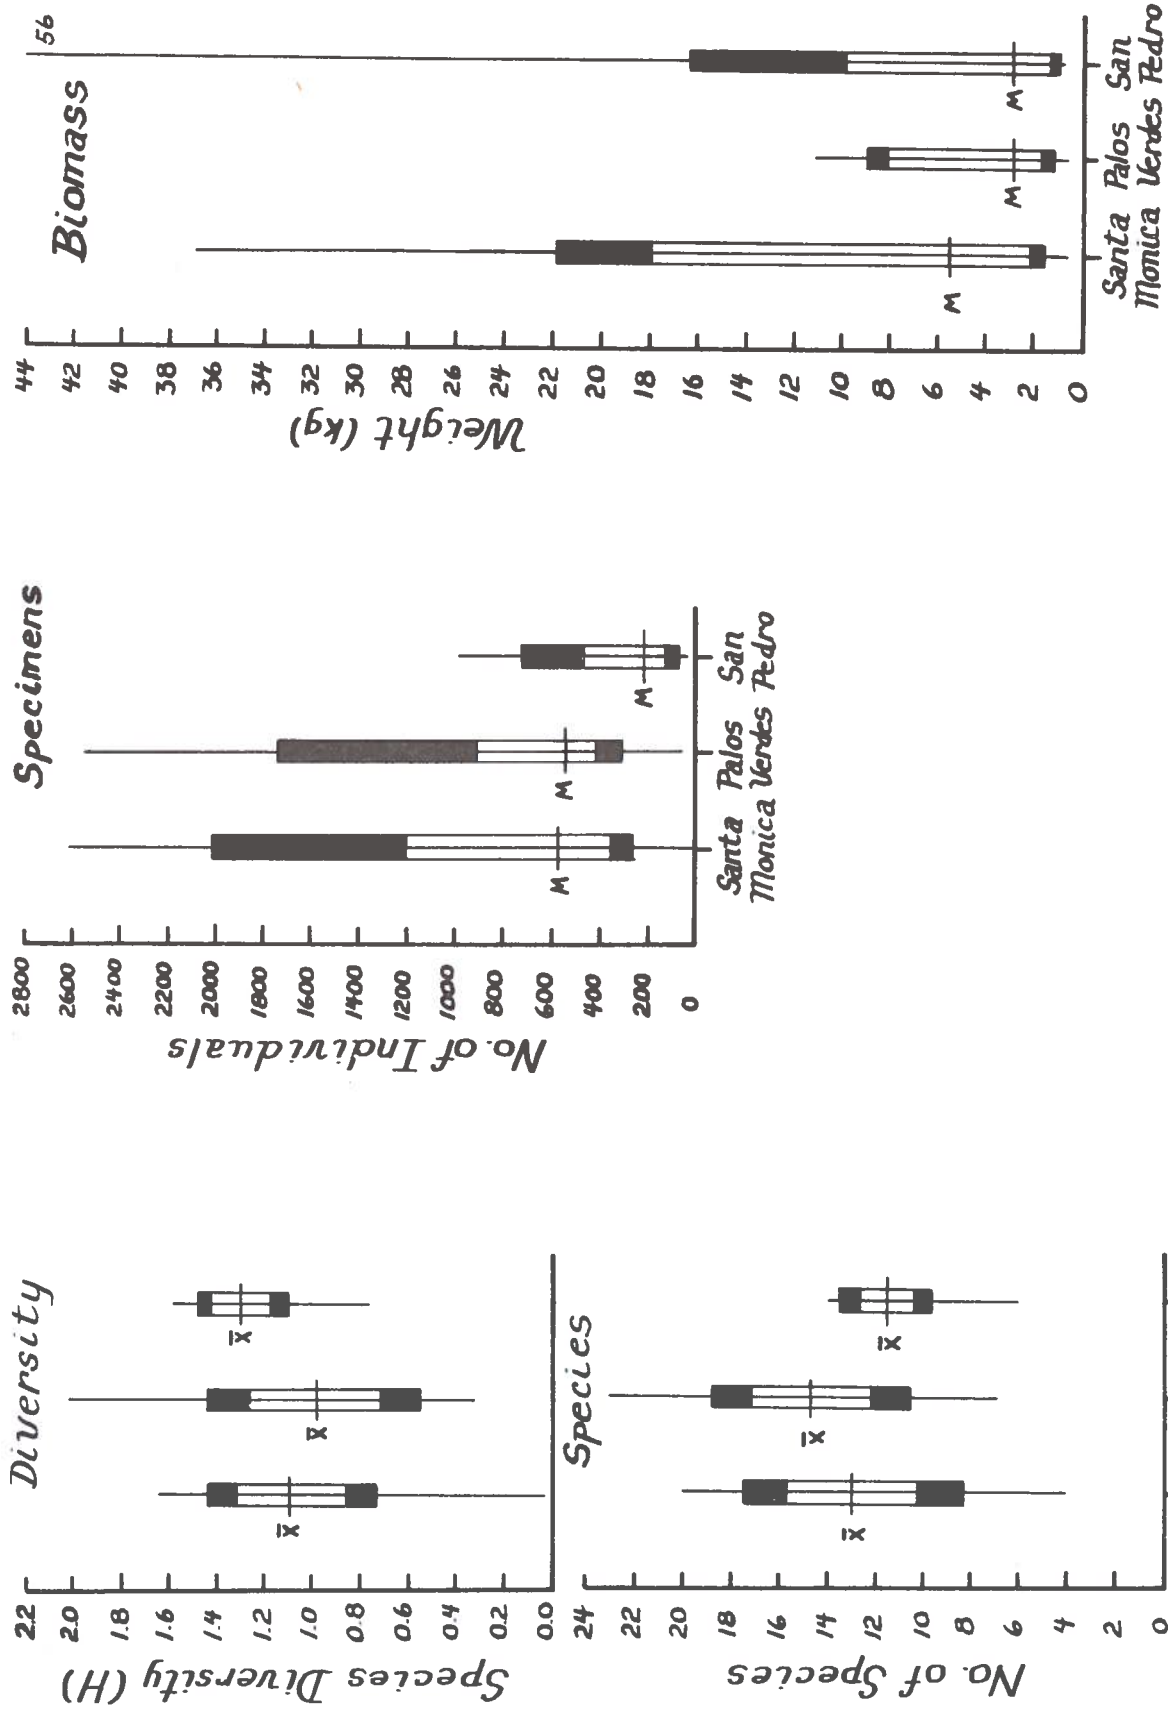 Diversity
Species Diversity (H)
2.2
2.0
1.8
1.6
1.4
1.2
1.0
0.8
0.6
0.4
0.2
0.0
x̄
x̄
x̄
Species
No. of Species
24
22
20
18
16
14
12
10
8
6
4
2
0
x̄
x̄
x̄
Specimens
No. of Individuals
2800
2600
2400
2200
2000
1800
1600
1400
1200
1000
800
600
400
200
0
M
M
M
Santa Palos San
Monica Verdes Pedro
Biomass
56
Weight (kg)
44
42
40
38
36
34
32
30
28
26
24
22
20
18
16
14
12
10
8
6
4
2
0
M
M
M
Santa Palos San
Monica Verdes Pedro